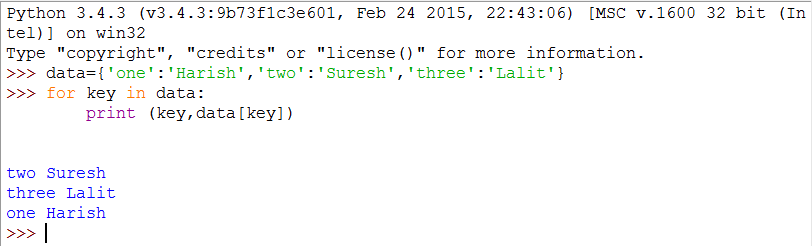 Python 3.4.3 (v3.4.3:9b73f1c3e601, Feb 24 2015, 22:43:06) [MSC v.1600 32 bit (In
tel)] on win32
Type "copyright", "credits" or "license()" for more information.
>>> data={'one':'Harish','two':'Suresh','three':'Lalit'}
>>> for key in data:
        print (key,data[key])
two Suresh
three Lalit
one Harish
>>>